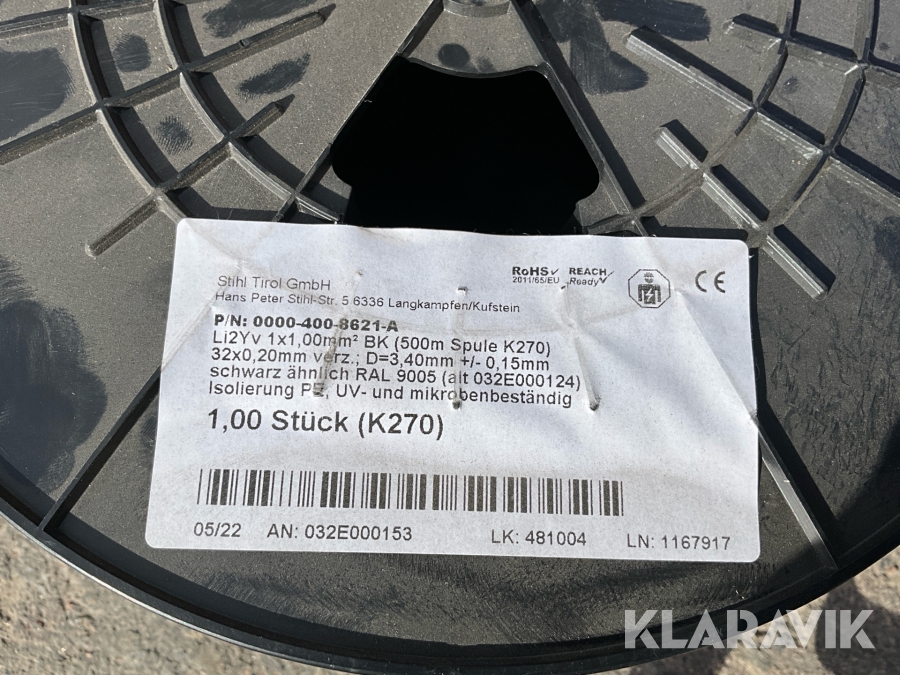 Stihl Tirol GmbH
Hans Peter Stihl-Str. 5 6336 Langkampfen/Kufstein
RoHS✓
2011/65/EU
REACH
Ready✓
CE
P/N: 0000-400-8621-A
Li2Yv 1x1,00mm² BK (500m Spule K270)
32x0,20mm verz.; D=3,40mm +/- 0,15mm
schwarz ähnlich RAL 9005 (alt 032E000124)
Isolierung PE, UV- und mikrobenbeständig
1,00 Stück (K270)
05/22 AN: 032E000153 LK: 481004 LN: 1167917
KLARAVIK